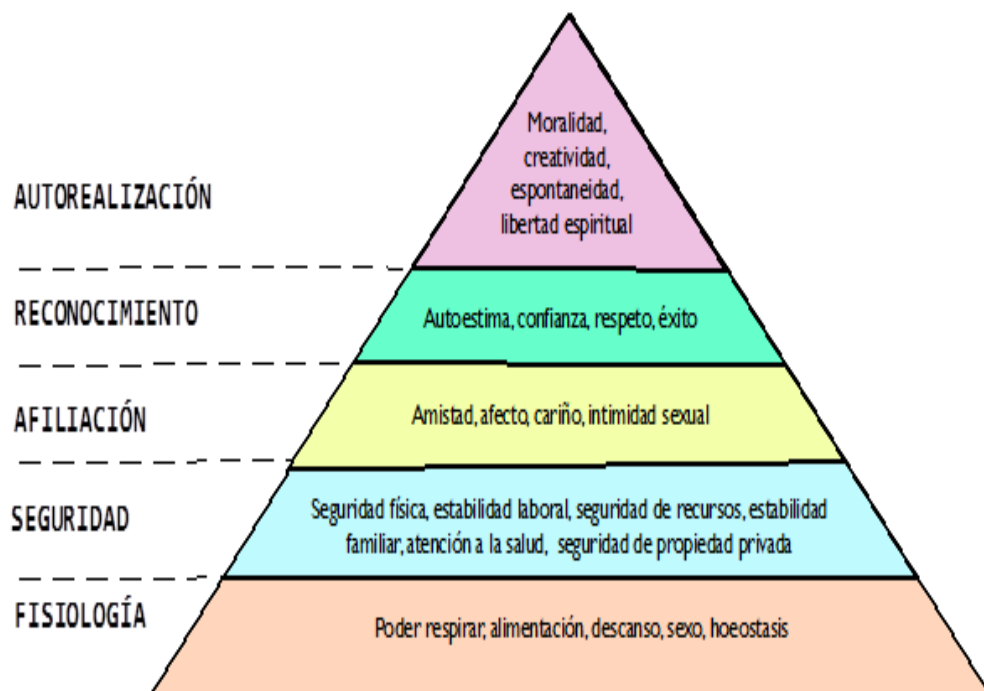 Moralidad,
creatividad,
espontaneidad,
libertad espiritual
AUTOREALIZACIÓN
RECONOCIMIENTO
Autoestima, confianza, respeto, éxito
AFILIACIÓN
Amistad, afecto, cariño, intimidad sexual
SEGURIDAD
Seguridad física, estabilidad laboral, seguridad de recursos, estabilidad
familiar, atención a la salud, seguridad de propiedad privada
FISIOLOGÍA
Poder respirar, alimentación, descanso, sexo, hoeostasis